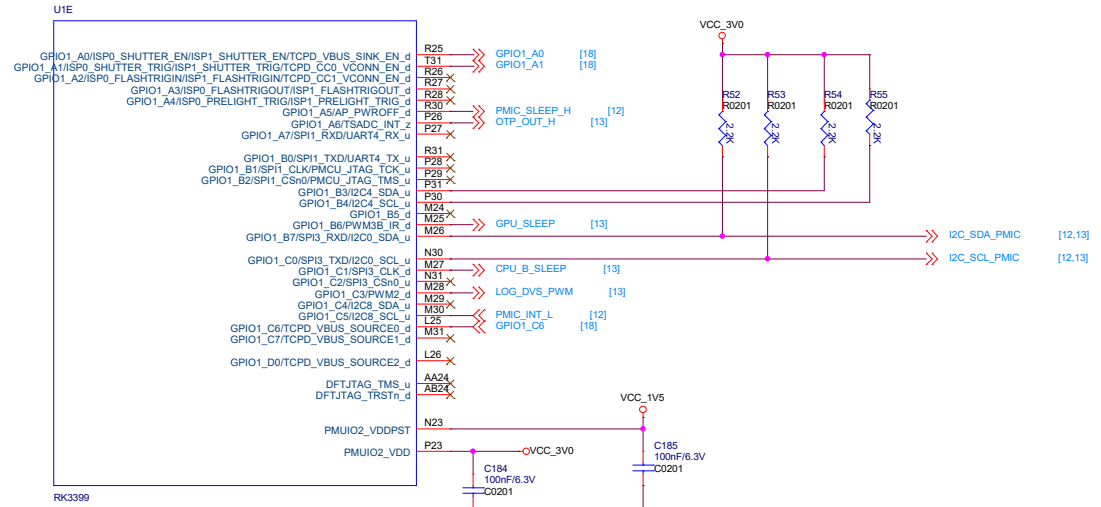 U1E
VCC_3V0
GPIO1_A0/ISP0_SHUTTER_EN/ISP1_SHUTTER_EN/TCPD_VBUS_SINK_EN_d R25 GPIO1_A0 [18]
GPIO1_A1/ISP0_SHUTTER_TRIG/ISP1_SHUTTER_TRIG/TCPD_CC0_VCONN_EN_d T31 GPIO1_A1 [18]
GPIO1_A2/ISP0_FLASHTRIGIN/ISP1_FLASHTRIGIN/TCPD_CC1_VCONN_EN_d R26
GPIO1_A3/ISP0_FLASHTRIGOUT/ISP1_FLASHTRIGOUT_d R27
GPIO1_A4/ISP0_PRELIGHT_TRIG/ISP1_PRELIGHT_TRIG_d R28
GPIO1_A5/AP_PWROFF_d R30 PMIC_SLEEP_H [12]
GPIO1_A6/TSADC_INT_z P26 OTP_OUT_H [13]
GPIO1_A7/SPI1_RXD/UART4_RX_u P27
R52 R53 R54 R55
R0201 R0201 R0201 R0201
2.2K 2.2K 2.2K 2.2K
GPIO1_B0/SPI1_TXD/UART4_TX_u R31
GPIO1_B1/SPI1_CLK/PMCU_JTAG_TCK_u P28
GPIO1_B2/SPI1_CSn0/PMCU_JTAG_TMS_u P29
GPIO1_B3/I2C4_SDA_u P31
GPIO1_B4/I2C4_SCL_u P30
GPIO1_B5_d M24
GPIO1_B6/PWM3B_IR_d M25 GPU_SLEEP [13]
GPIO1_B7/SPI3_RXD/I2C0_SDA_u M26 I2C_SDA_PMIC [12,13]
GPIO1_C0/SPI3_TXD/I2C0_SCL_u N30 I2C_SCL_PMIC [12,13]
GPIO1_C1/SPI3_CLK_d M27 CPU_B_SLEEP [13]
GPIO1_C2/SPI3_CSn0_u N31
GPIO1_C3/PWM2_d M28 LOG_DVS_PWM [13]
GPIO1_C4/I2C8_SDA_u M29
GPIO1_C5/I2C8_SCL_u M30 PMIC_INT_L [12]
GPIO1_C6/TCPD_VBUS_SOURCE0_d L25 GPIO1_C6 [18]
GPIO1_C7/TCPD_VBUS_SOURCE1_d M31
GPIO1_D0/TCPD_VBUS_SOURCE2_d L26
DFTJTAG_TMS_u AA24
DFTJTAG_TRSTn_d AB24
VCC_1V5
PMUIO2_VDDPST N23
PMUIO2_VDD P23 VCC_3V0
C185
100nF/6.3V
C0201
C184
100nF/6.3V
C0201
RK3399